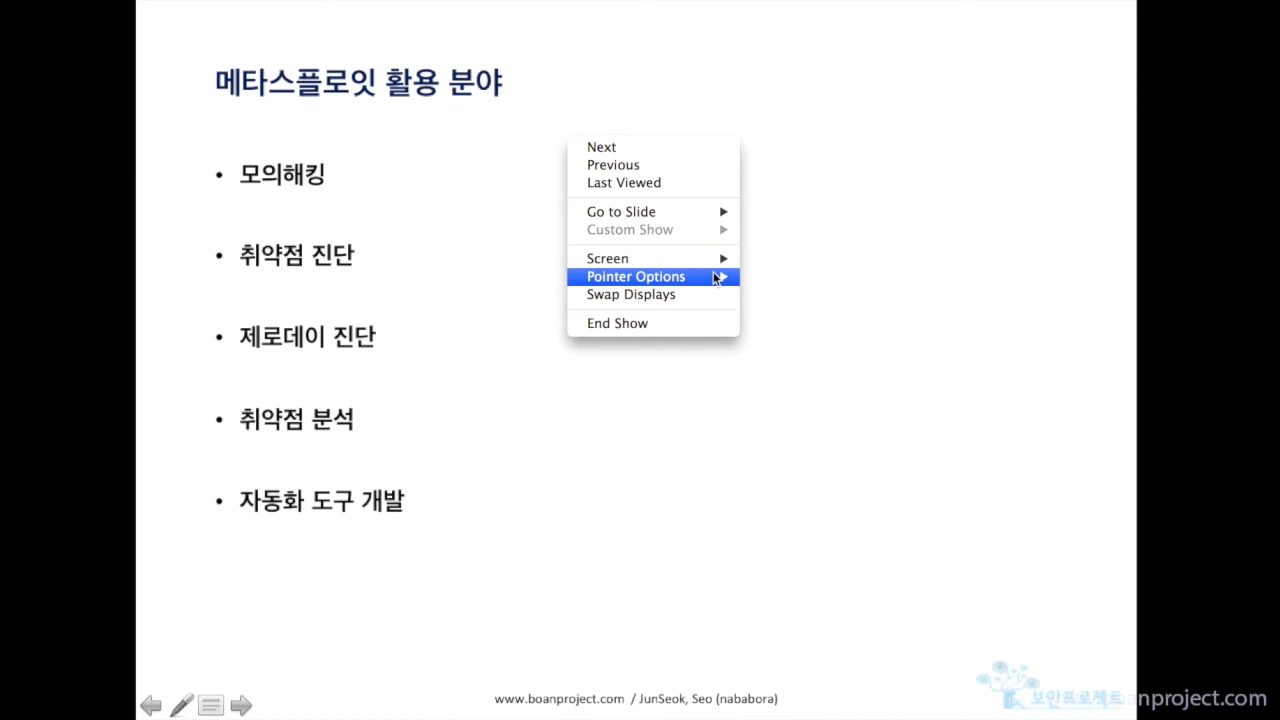 메타스플로잇 활용 분야
• 모의해킹
• 취약점 진단
• 제로데이 진단
• 취약점 분석
• 자동화 도구 개발
Next
Previous
Last Viewed
Go to Slide
Custom Show
Screen
Pointer Options
Swap Displays
End Show
www.boanproject.com / JunSeok, Seo (nababora)
보안프로젝트
anproject.com